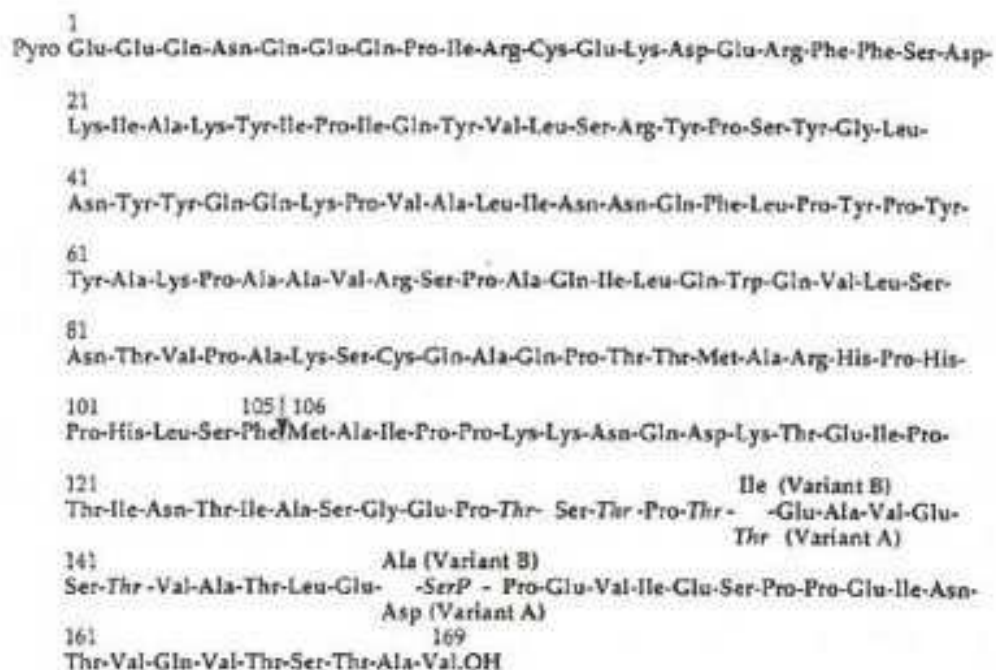 1
Pyro Glu-Glu-Gln-Asn-Gln-Glu-Gln-Pro-Ile-Arg-Cys-Glu-Lys-Asp-Glu-Arg-Phe-Phe-Ser-Asp-
21
Lys-Ile-Ala-Lys-Tyr-Ile-Pro-Ile-Gln-Tyr-Val-Leu-Ser-Arg-Tyr-Pro-Ser-Tyr-Gly-Leu-
41
Asn-Tyr-Tyr-Gln-Gln-Lys-Pro-Val-Ala-Leu-Ile-Asn-Asn-Gln-Phe-Leu-Pro-Tyr-Pro-Tyr-
61
Tyr-Ala-Lys-Pro-Ala-Ala-Val-Arg-Ser-Pro-Ala-Gln-Ile-Leu-Gln-Trp-Gln-Val-Leu-Ser-
81
Asn-Thr-Val-Pro-Ala-Lys-Ser-Cys-Gln-Ala-Gln-Pro-Thr-Thr-Met-Ala-Arg-His-Pro-His-
101 105 106
Pro-His-Leu-Ser-Phe Met-Ala-Ile-Pro-Pro-Lys-Lys-Asn-Gln-Asp-Lys-Thr-Glu-Ile-Pro-
121 Ile (Variant B)
Thr-Ile-Asn-Thr-Ile-Ala-Ser-Gly-Glu-Pro-Thr- Ser-Thr -Pro-Thr- -Glu-Ala-Val-Glu-
Thr (Variant A)
141 Ala (Variant B)
Ser-Thr -Val-Ala-Thr-Leu-Glu- -SerP - Pro-Glu-Val-Ile-Glu-Ser-Pro-Pro-Glu-Ile-Asn-
Asp (Variant A)
161 169
Thr-Val-Gln-Val-Thr-Ser-Thr-Ala-Val.OH